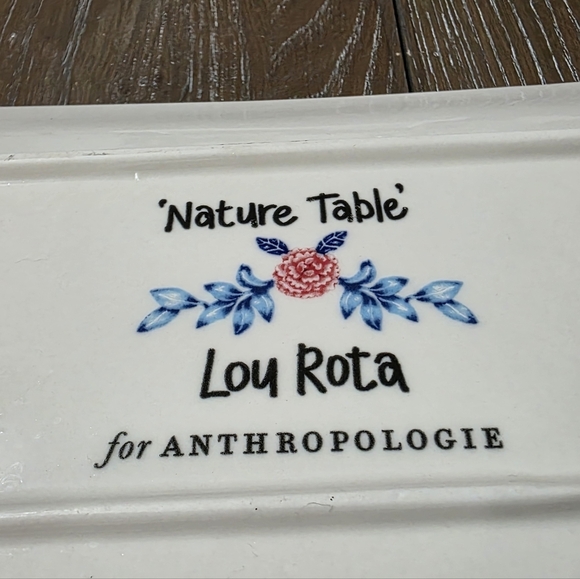 'Nature Table'
Lou Rota
for ANTHROPOLOGIE